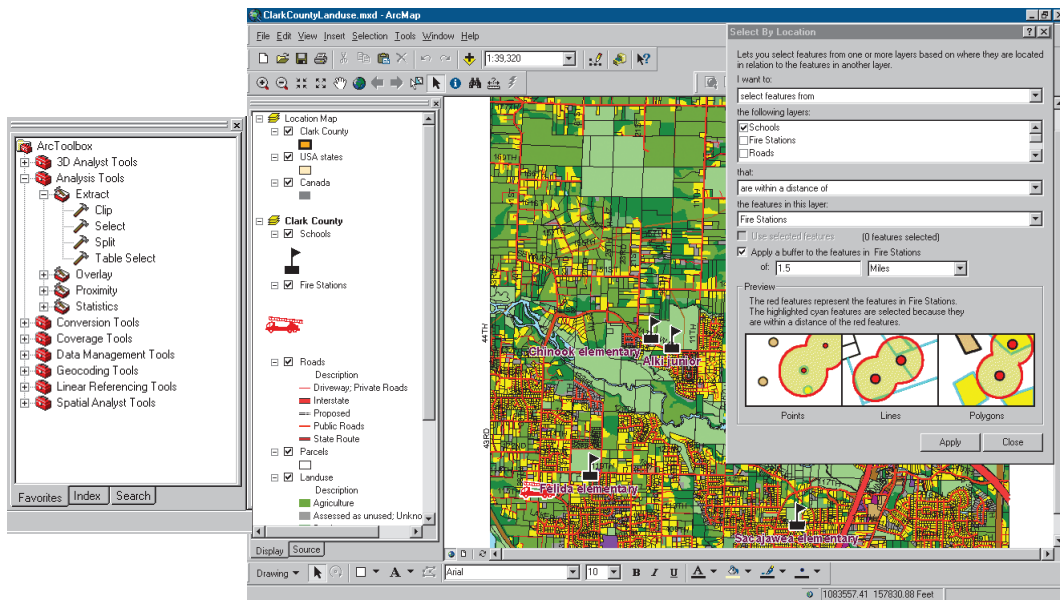 ClarkCountyLanduse.mxd - ArcMap
File Edit View Insert Selection Tools Window Help
1:39,320
ArcToolbox
3D Analyst Tools
Analysis Tools
Extract
Clip
Select
Split
Table Select
Overlay
Proximity
Statistics
Conversion Tools
Coverage Tools
Data Management Tools
Geocoding Tools
Linear Referencing Tools
Spatial Analyst Tools
Favorites Index Search
Location Map
Clark County
USA states
Canada
Clark County
Schools
Fire Stations
Roads
Description
Driveway; Private Roads
Interstate
Proposed
Public Roads
State Route
Parcels
Landuse
Description
Agriculture
Assessed as unused; Unkno
Display Source
44TH
43RD
11TH
Chinook elementary
Alki junior
Felida elementary
Sacajawea elementary
Select By Location
Lets you select features from one or more layers based on where they are located
in relation to the features in another layer.
I want to:
select features from
the following layers:
Schools
Fire Stations
Roads
that:
are within a distance of
the features in this layer:
Fire Stations
Use selected features (0 features selected)
Apply a buffer to the features in Fire Stations
of: 1.5 Miles
Preview
The red features represent the features in Fire Stations.
The highlighted cyan features are selected because they
are within a distance of the red features.
Points Lines Polygons
Apply Close
Drawing A Arial 10 B I U A
1083557.41 157830.88 Feet